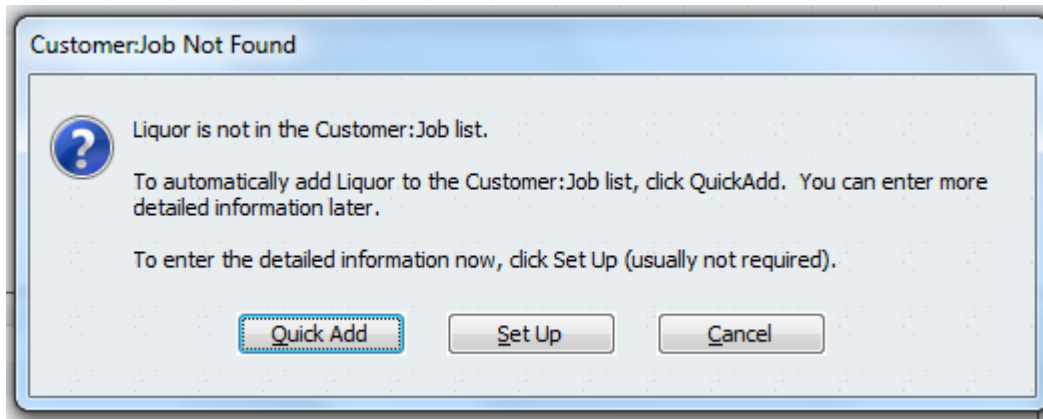 Customer:Job Not Found
Liquor is not in the Customer:Job list.
To automatically add Liquor to the Customer:Job list, click QuickAdd.  You can enter more
detailed information later.
To enter the detailed information now, click Set Up (usually not required).
Quick Add
Set Up
Cancel